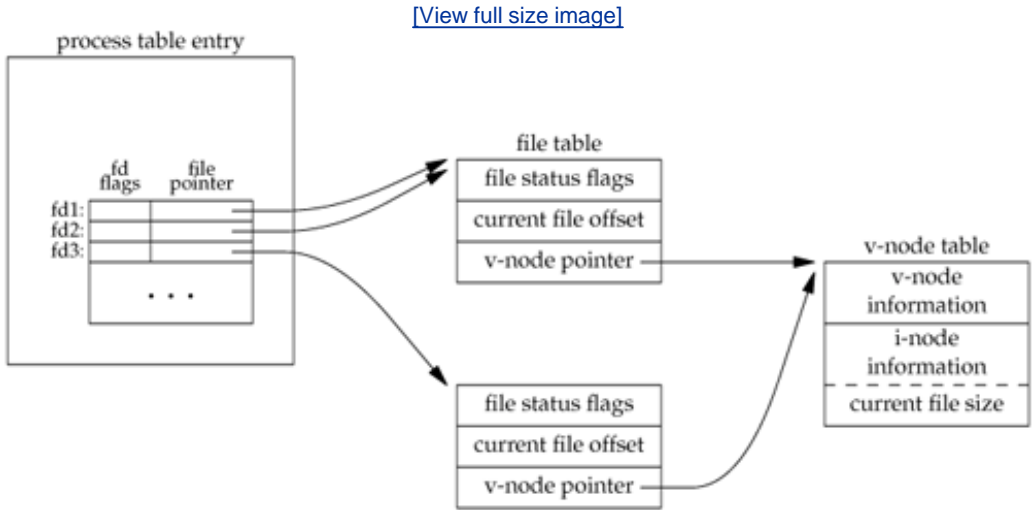 [View full size image]
process table entry
fd
flags
file
pointer
fd1:
fd2:
fd3:
. . .
file table
file status flags
current file offset
v-node pointer
file status flags
current file offset
v-node pointer
v-node table
v-node
information
i-node
information
current file size